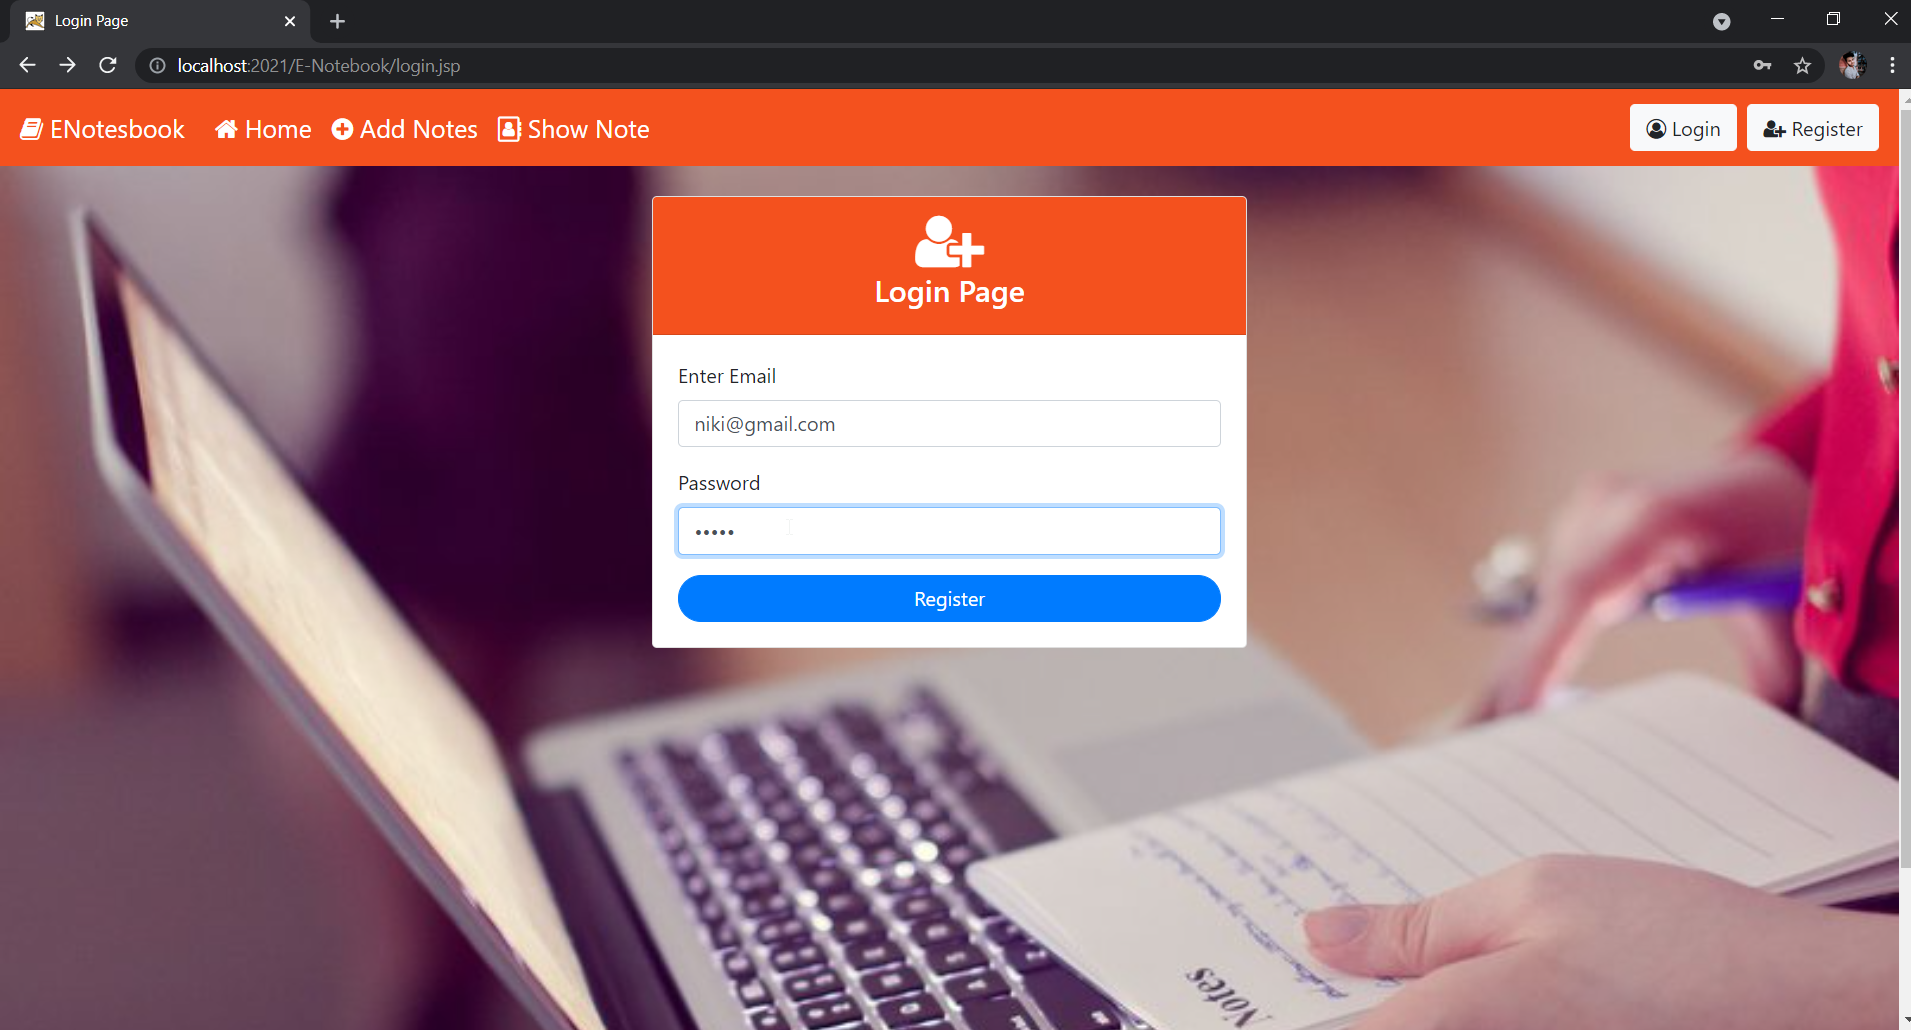 Login Page
localhost:2021/E-Notebook/login.jsp
ENotesbook Home Add Notes Show Note Login Register
Login Page
Enter Email
niki@gmail.com
Password
•••••
Register
Notes